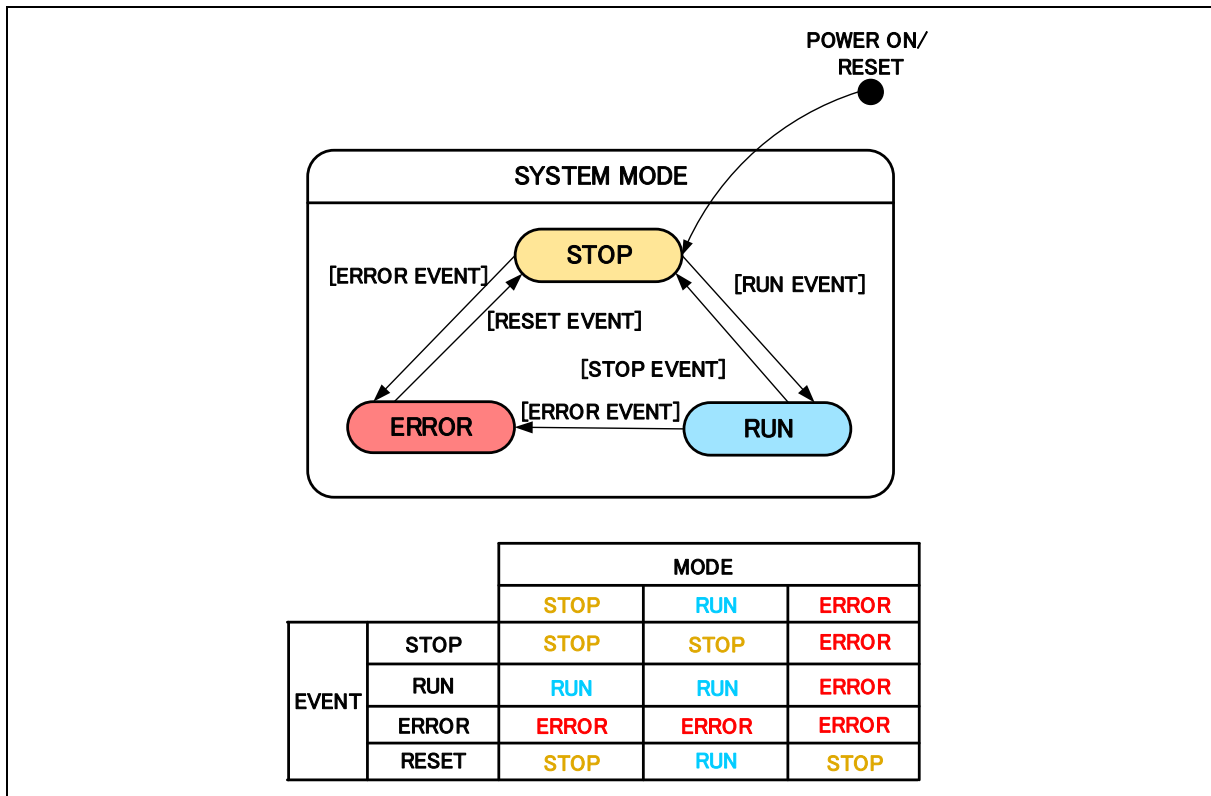 POWER ON/
RESET
SYSTEM MODE
STOP
[ERROR EVENT]
[RUN EVENT]
[RESET EVENT]
[STOP EVENT]
[ERROR EVENT]
ERROR
RUN
MODE
STOP RUN ERROR
EVENT
STOP STOP STOP ERROR
RUN RUN RUN ERROR
ERROR ERROR ERROR ERROR
RESET STOP RUN STOP